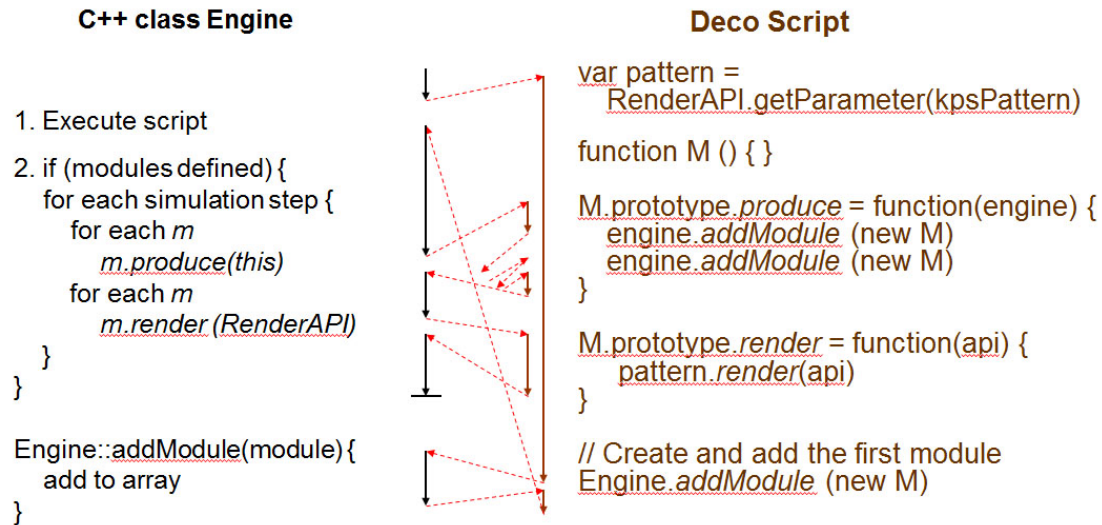 C++ class Engine
1. Execute script
2. if (modules defined) {
for each simulation step {
for each m
m.produce(this)
for each m
m.render (RenderAPI)
}
}
Engine::addModule(module) {
add to array
}
Deco Script
var pattern =
RenderAPI.getParameter(kpsPattern)
function M () { }
M.prototype.produce = function(engine) {
engine.addModule (new M)
engine.addModule (new M)
}
M.prototype.render = function(api) {
pattern.render(api)
}
// Create and add the first module
Engine.addModule (new M)